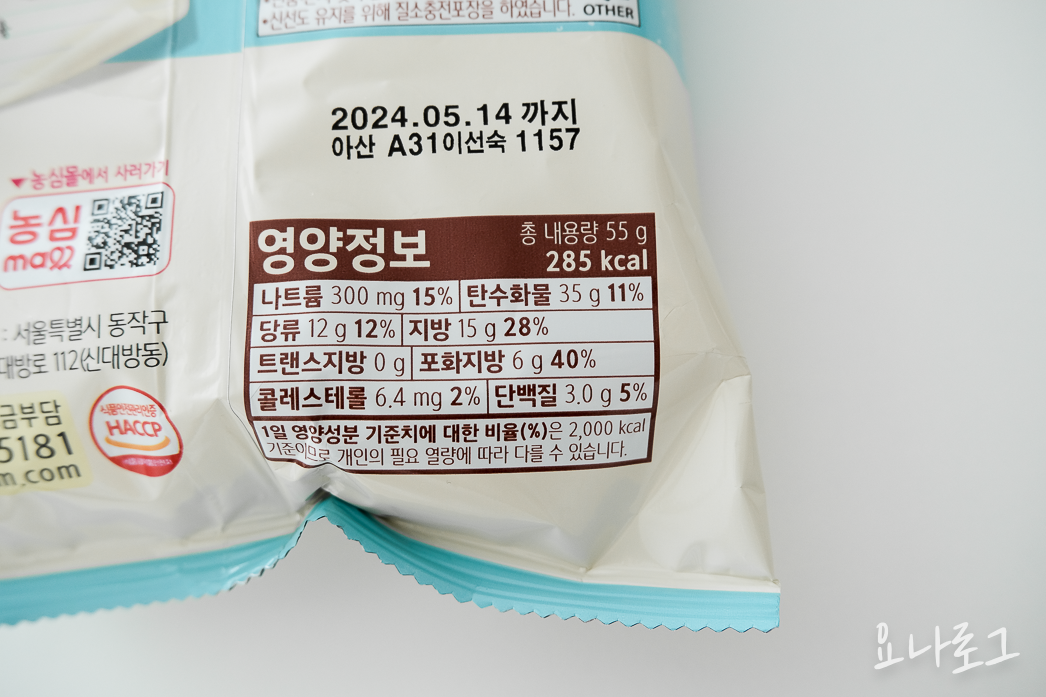 •신선도 유지를 위해 질소충전포장을 하였습니다. OTHER
2024.05.14 까지
아산 A31이선숙 1157
▼농심몰에서 사러가기
농심
mall
영양정보
총 내용량 55 g
285 kcal
나트륨 300 mg 15% 탄수화물 35 g 11%
당류 12 g 12% 지방 15 g 28%
트랜스지방 0 g 포화지방 6 g 40%
콜레스테롤 6.4 mg 2% 단백질 3.0 g 5%
1일 영양성분 기준치에 대한 비율(%)은 2,000 kcal
기준이므로 개인의 필요 열량에 따라 다를 수 있습니다.
: 서울특별시 동작구
대방로 112(신대방동)
금부담
5181
m.com
식품안전관리인증
HACCP
요나로그